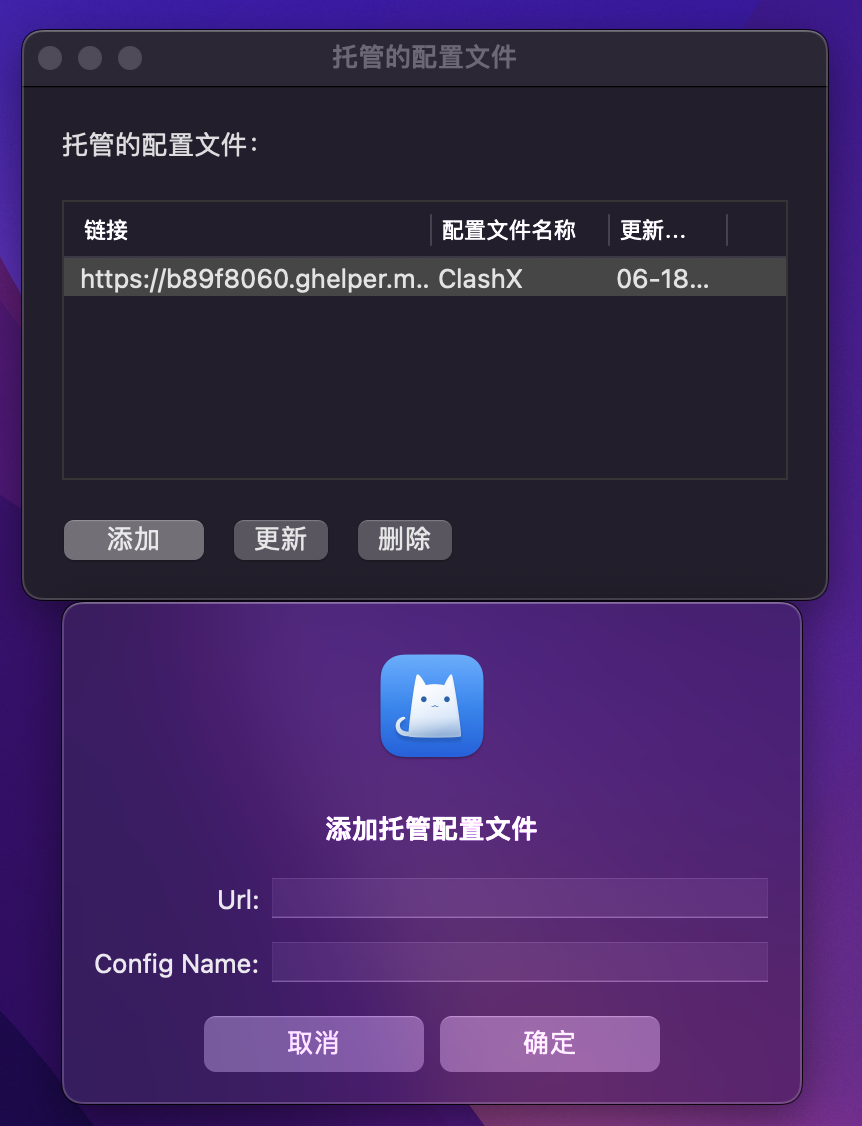 托管的配置文件
托管的配置文件:
链接 配置文件名称 更新...
https://b89f8060.ghelper.m.. ClashX 06-18...
添加 更新 删除
添加托管配置文件
Url:
Config Name:
取消 确定